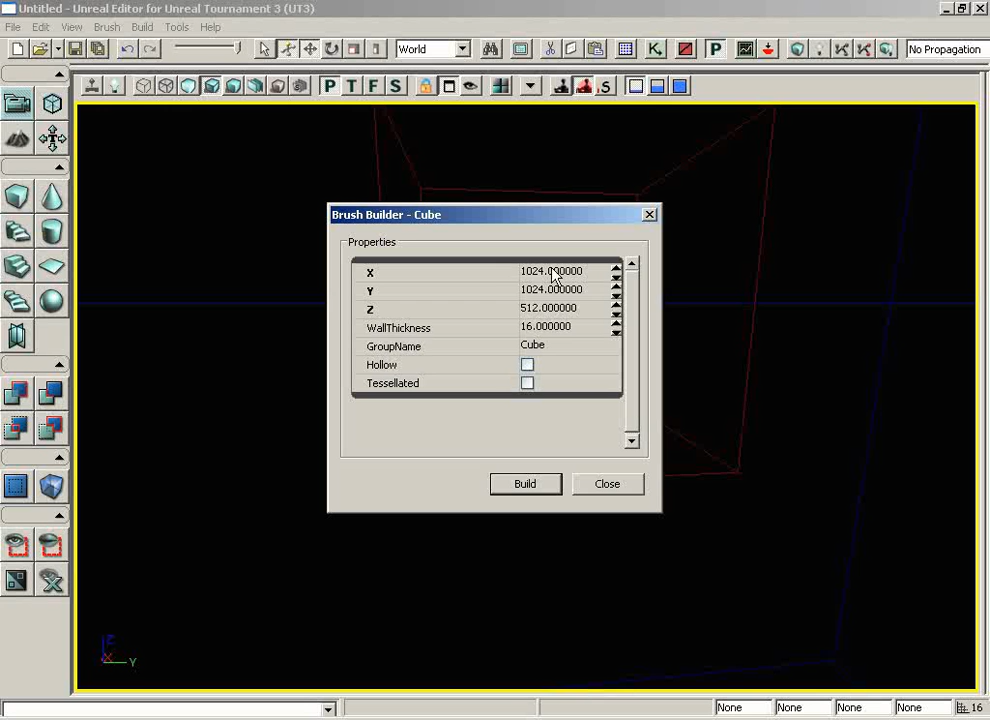 Untitled - Unreal Editor for Unreal Tournament 3 (UT3)
File Edit View Brush Build Tools Help
World
P
No Propagation
P T F S
S
Brush Builder - Cube
Properties
X 1024.000000
Y 1024.000000
Z 512.000000
WallThickness 16.000000
GroupName Cube
Hollow
Tessellated
Build Close
Z
X Y
None None None None 16